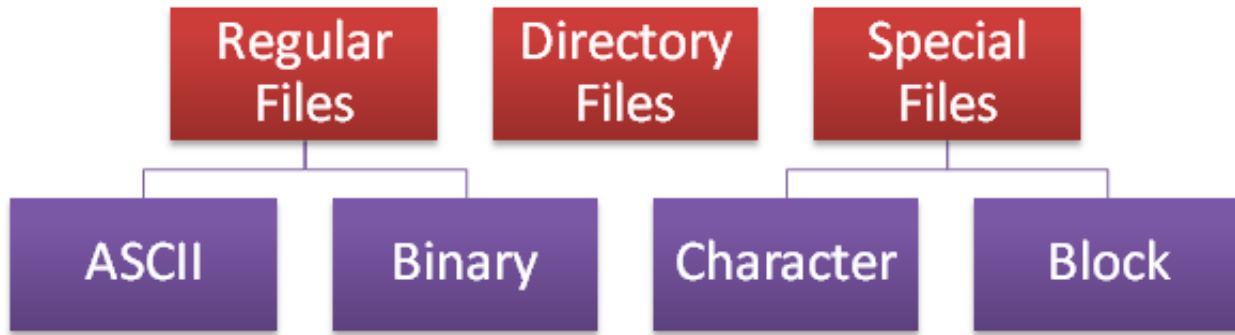 Regular
Files
Directory
Files
Special
Files
ASCII
Binary
Character
Block